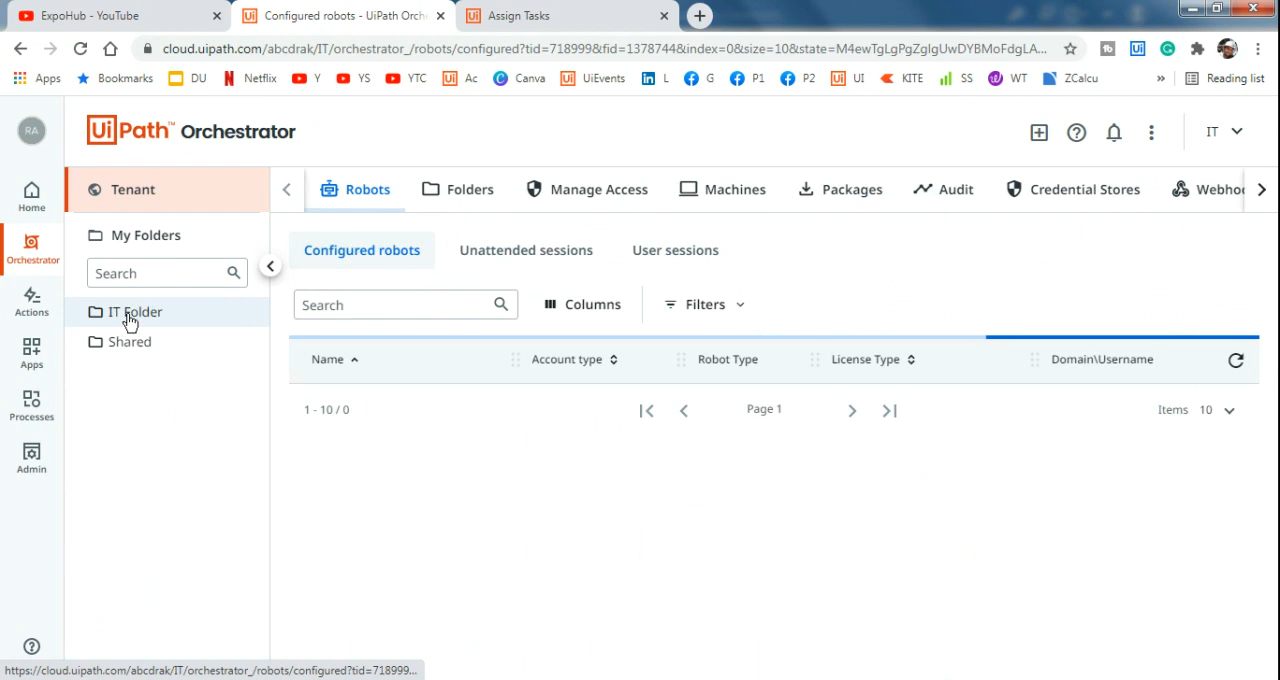 ExpoHub - YouTube
Configured robots - UiPath Orche
Assign Tasks
cloud.uipath.com/abcdrak/IT/orchestrator_/robots/configured?tid=718999&fid=1378744&index=0&size=10&state=M4ewTgLgPgZglgUwDYBMoFdgLA...
Apps Bookmarks DU Netflix Y YS YTC Ac Canva UiEvents L G P1 P2 UI KITE SS WT ZCalcu » Reading list
RA
UiPath™ Orchestrator
IT
Home
Orchestrator
Actions
Apps
Processes
Admin
Tenant
My Folders
Search
IT Folder
Shared
Robots Folders Manage Access Machines Packages Audit Credential Stores Webho
Configured robots Unattended sessions User sessions
Search Columns Filters
Name Account type Robot Type License Type Domain\Username
1 - 10 / 0 Page 1 Items 10
https://cloud.uipath.com/abcdrak/IT/orchestrator_/robots/configured?tid=718999...